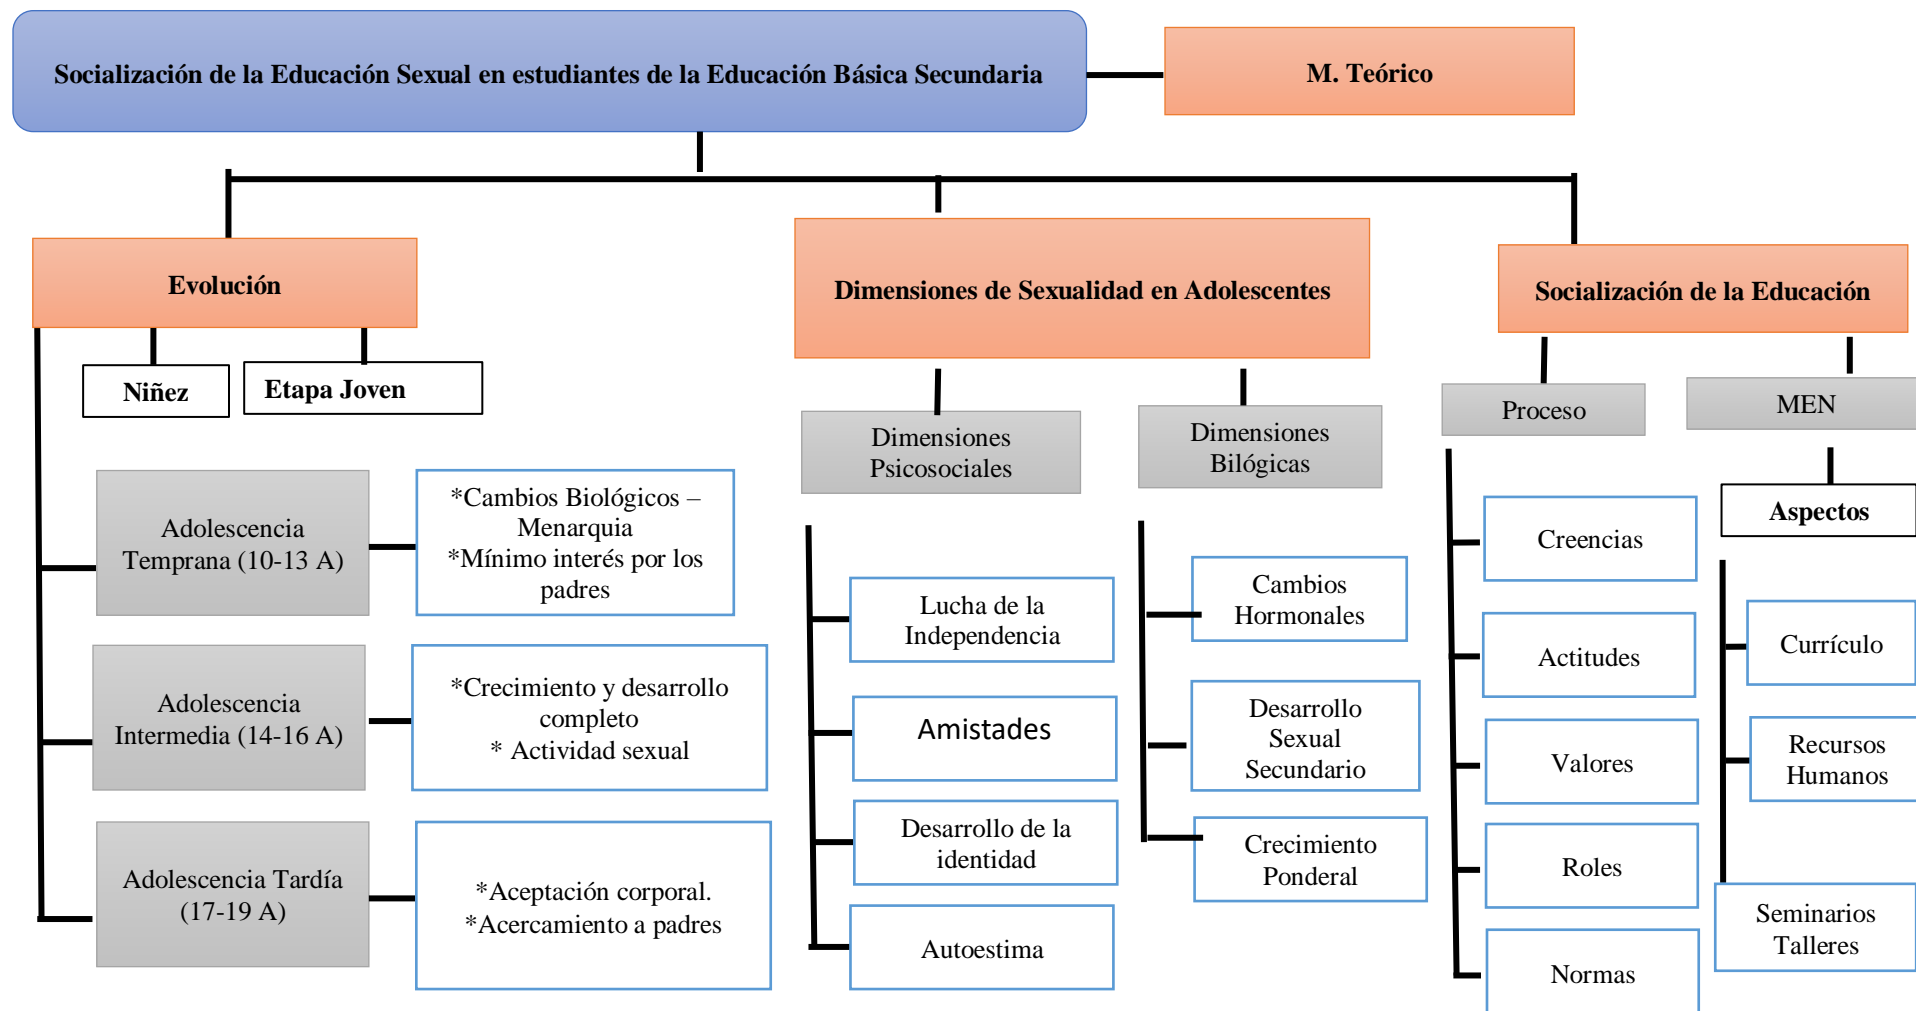 Socialización de la Educación Sexual en estudiantes de la Educación Básica Secundaria
M. Teórico
Evolución
Niñez
Etapa Joven
Adolescencia
Temprana (10-13 A)
*Cambios Biológicos –
Menarquia
*Mínimo interés por los
padres
Adolescencia
Intermedia (14-16 A)
*Crecimiento y desarrollo
completo
* Actividad sexual
Adolescencia Tardía
(17-19 A)
*Aceptación corporal.
*Acercamiento a padres
Dimensiones de Sexualidad en Adolescentes
Dimensiones
Psicosociales
Lucha de la
Independencia
Amistades
Desarrollo de la
identidad
Autoestima
Dimensiones
Bilógicas
Cambios
Hormonales
Desarrollo
Sexual
Secundario
Crecimiento
Ponderal
Socialización de la Educación
Proceso
Creencias
Actitudes
Valores
Roles
Normas
MEN
Aspectos
Currículo
Recursos
Humanos
Seminarios
Talleres